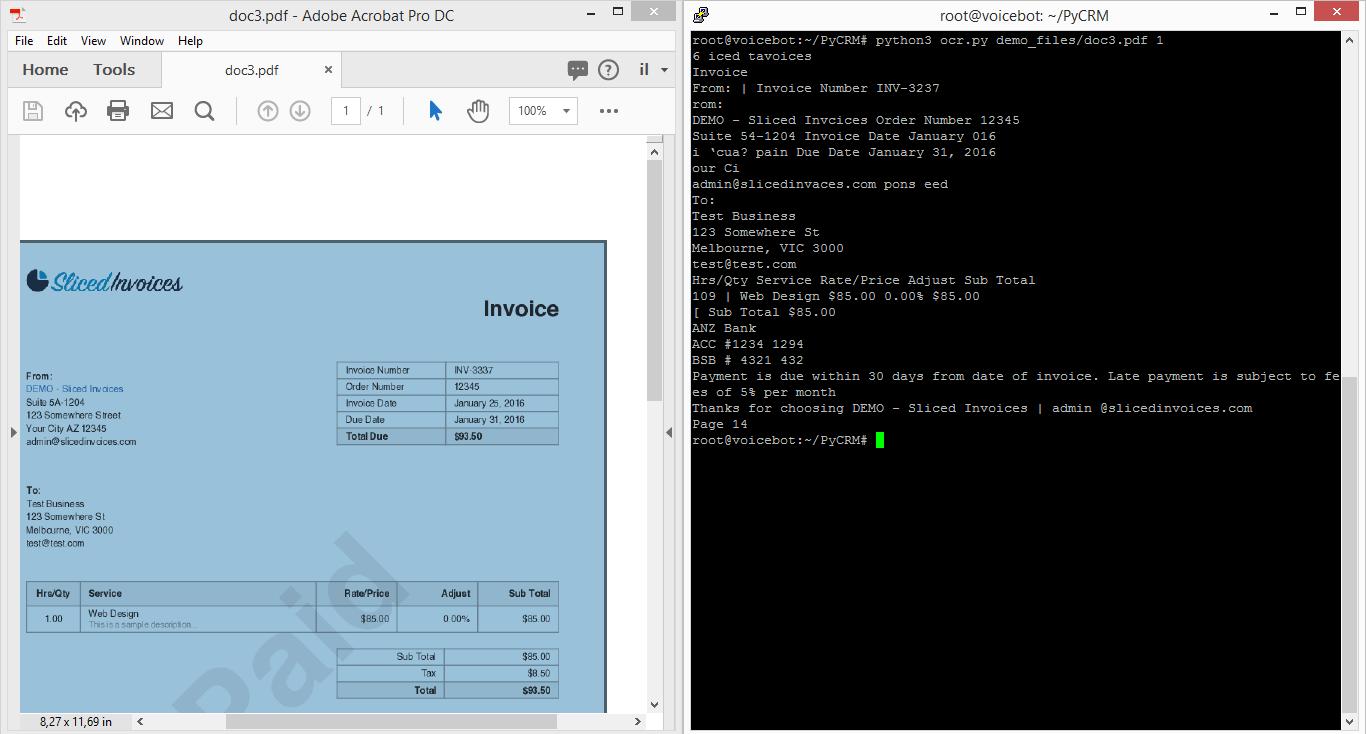 doc3.pdf - Adobe Acrobat Pro DC
File Edit View Window Help
Home Tools doc3.pdf × ? il
1 / 1 100%
SlicedInvoices
Invoice
Invoice Number INV-3337
Order Number 12345
Invoice Date January 25, 2016
Due Date January 31, 2016
Total Due $93.50
From:
DEMO - Sliced Invoices
Suite 5A-1204
123 Somewhere Street
Your City AZ 12345
admin@slicedinvoices.com
To:
Test Business
123 Somewhere St
Melbourne, VIC 3000
test@test.com
Hrs/Qty Service Rate/Price Adjust Sub Total
1.00 Web Design $85.00 0.00% $85.00
This is a sample description...
Sub Total $85.00
Tax $8.50
Total $93.50
Paid
8,27 x 11,69 in
root@voicebot: ~/PyCRM
root@voicebot:~/PyCRM# python3 ocr.py demo_files/doc3.pdf 1
6 iced tavoices
Invoice
From: | Invoice Number INV-3237
rom:
DEMO - Sliced Invcices Order Number 12345
Suite 54-1204 Invoice Date January 016
i ‘cua? pain Due Date January 31, 2016
our Ci
admin@slicedinvaces.com pons eed
To:
Test Business
123 Somewhere St
Melbourne, VIC 3000
test@test.com
Hrs/Qty Service Rate/Price Adjust Sub Total
109 | Web Design $85.00 0.00% $85.00
[ Sub Total $85.00
ANZ Bank
ACC #1234 1294
BSB # 4321 432
Payment is due within 30 days from date of invoice. Late payment is subject to fe
es of 5% per month
Thanks for choosing DEMO - Sliced Invoices | admin @slicedinvoices.com
Page 14
root@voicebot:~/PyCRM#